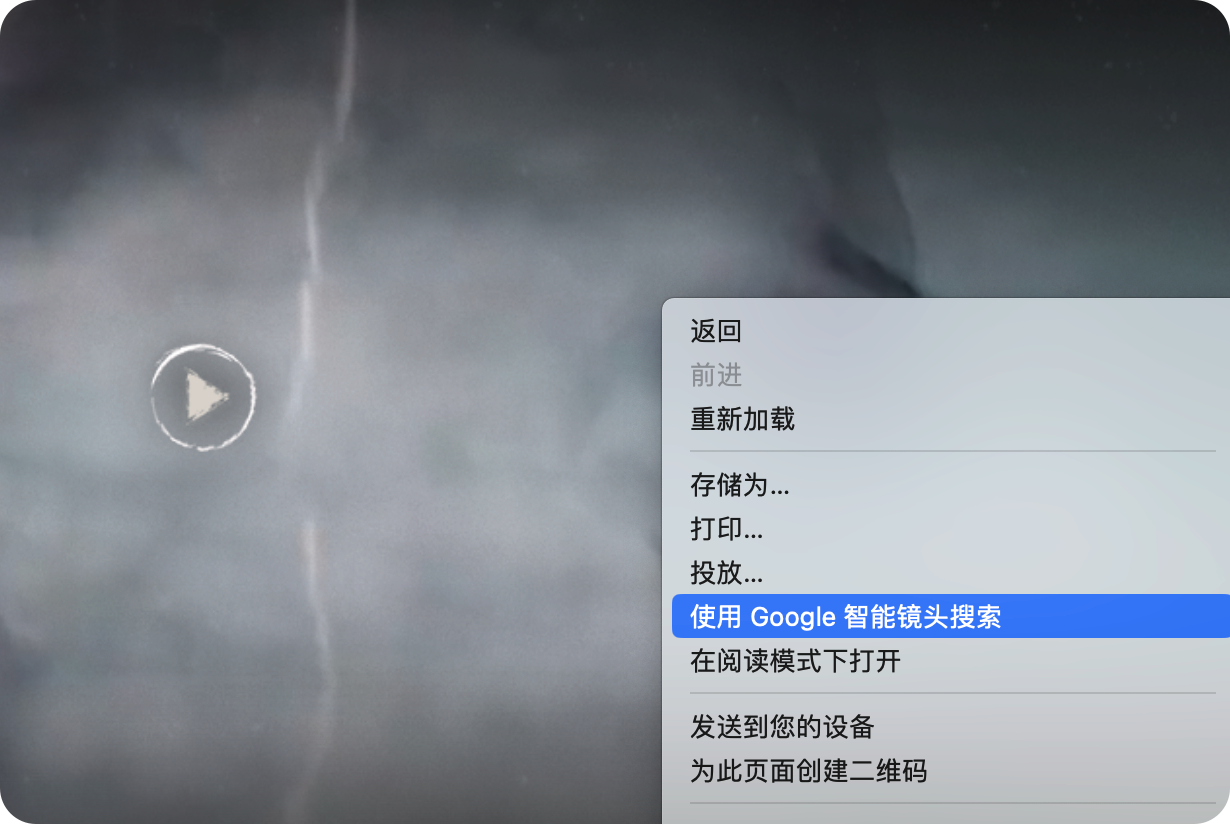 返回
前进
重新加载
存储为...
打印...
投放...
使用 Google 智能镜头搜索
在阅读模式下打开
发送到您的设备
为此页面创建二维码